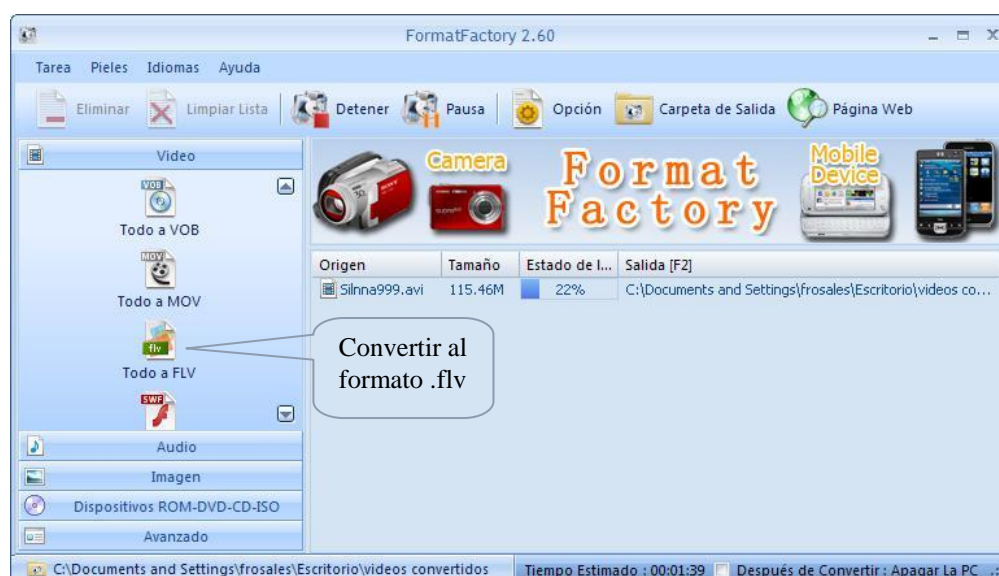 FormatFactory 2.60
Tarea Pieles Idiomas Ayuda
Eliminar Limpiar Lista Detener Pausa Opción Carpeta de Salida Página Web
Video
VOB
Todo a VOB
MOV
Todo a MOV
flv
Todo a FLV
SWF
Audio
Imagen
Dispositivos ROM-DVD-CD-ISO
Avanzado
Camera
Format
Factory
Mobile
Device
Origen Tamaño Estado de l... Salida [F2]
Silnna999.avi 115.46M 22% C:\Documents and Settings\frosales\Escritorio\videos co...
Convertir al
formato .flv
C:\Documents and Settings\frosales\Escritorio\videos convertidos Tiempo Estimado : 00:01:39 Después de Convertir : Apagar La PC